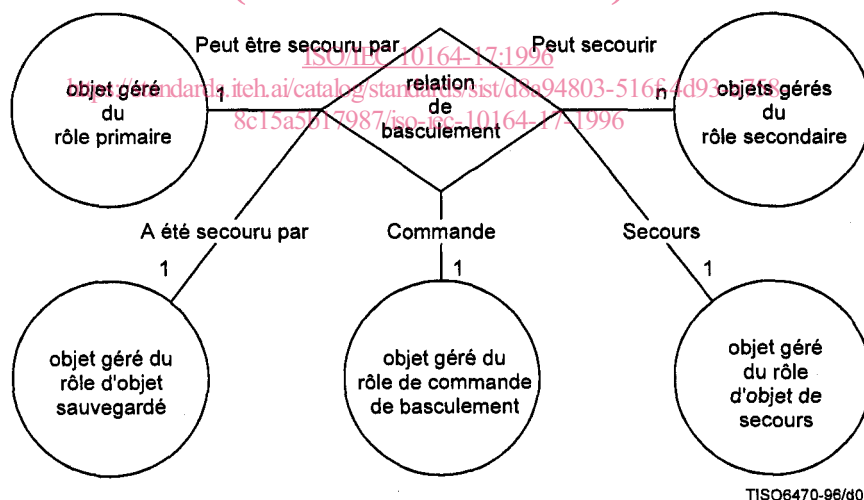 Peut être secouru par
ISO/IEC 10164-17:1996
Peut secourir
objet géré
du
rôle primaire
1
relation
de
basculement
n
objets gérés
du
rôle secondaire
8c15a5b17987/iso-iec-10164-17-1996
A été secouru par
Commande
Secours
1
1
1
objet géré du
rôle d'objet
sauvegardé
objet géré du
rôle de commande
de basculement
objet géré
du rôle
d'objet de
secours
TISO6470-96/d0